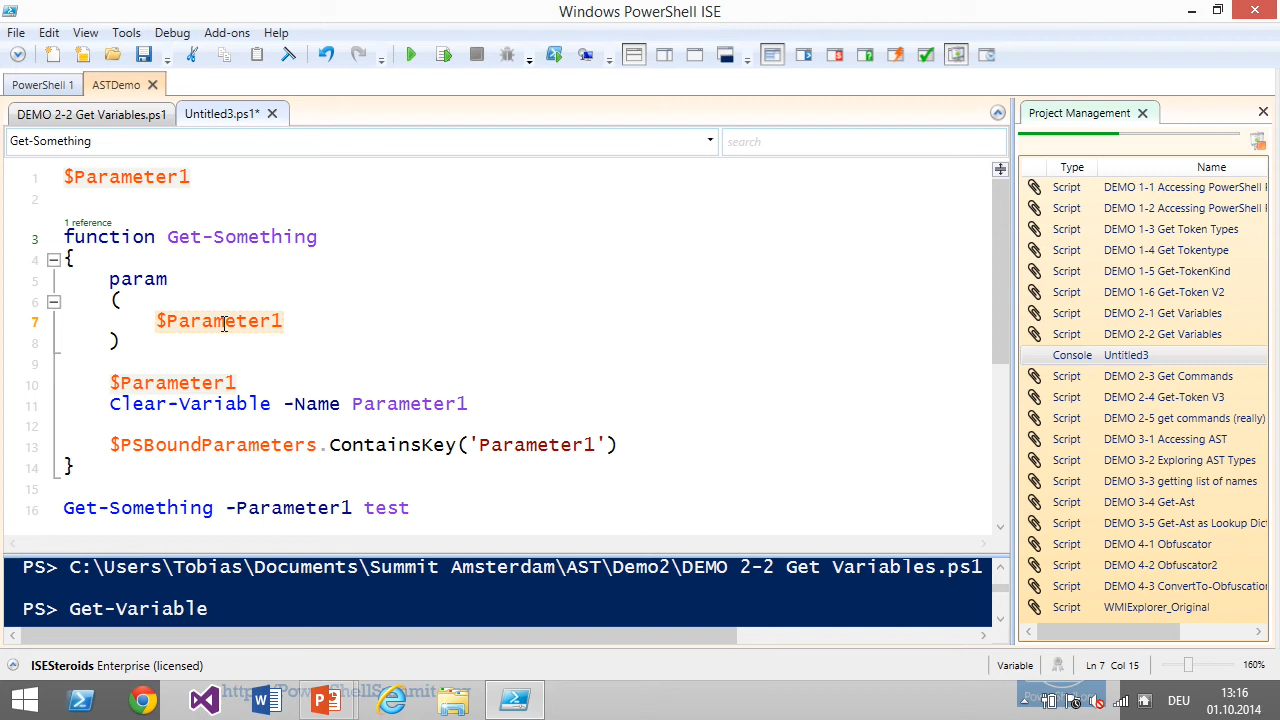 Windows PowerShell ISE
File Edit View Tools Debug Add-ons Help
PowerShell 1 ASTDemo
DEMO 2-2 Get Variables.ps1 Untitled3.ps1*
Get-Something search
1 $Parameter1
2
1 reference
3 function Get-Something
4 {
5 param
6 (
7 $Parameter1
8 )
9
10 $Parameter1
11 Clear-Variable -Name Parameter1
12
13 $PSBoundParameters.ContainsKey('Parameter1')
14 }
15
16 Get-Something -Parameter1 test
PS> C:\Users\Tobias\Documents\Summit Amsterdam\AST\Demo2\DEMO 2-2 Get Variables.ps1
PS> Get-Variable
Project Management
Type Name
Script DEMO 1-1 Accessing PowerShell
Script DEMO 1-2 Accessing PowerShell
Script DEMO 1-3 Get Token Types
Script DEMO 1-4 Get Tokentype
Script DEMO 1-5 Get-TokenKind
Script DEMO 1-6 Get-Token V2
Script DEMO 2-1 Get Variables
Script DEMO 2-2 Get Variables
Console Untitled3
Script DEMO 2-3 Get Commands
Script DEMO 2-4 Get-Token V3
Script DEMO 2-5 get commands (really)
Script DEMO 3-1 Accessing AST
Script DEMO 3-2 Exploring AST Types
Script DEMO 3-3 getting list of names
Script DEMO 3-4 Get-Ast
Script DEMO 3-5 Get-Ast as Lookup Dic
Script DEMO 4-1 Obfuscator
Script DEMO 4-2 Obfuscator2
Script DEMO 4-3 ConvertTo-Obfuscation
Script WMIExplorer_Original
ISESteroids Enterprise (licensed) Variable Ln 7 Col 15 160%
DEU 13:16
01.10.2014